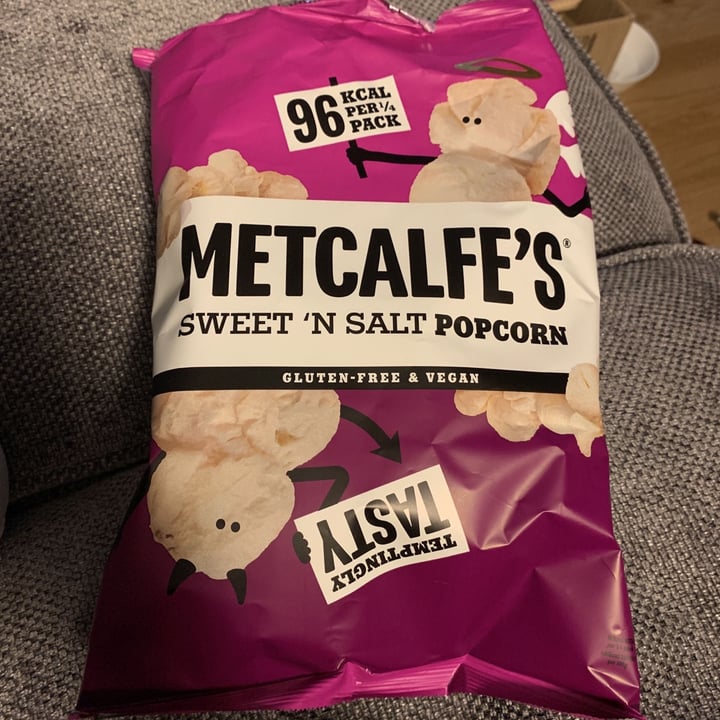 96 KCAL
PER ¼
PACK
METCALFE'S®
SWEET 'N SALT POPCORN
GLUTEN-FREE & VEGAN
TEMPTINGLY
TASTY